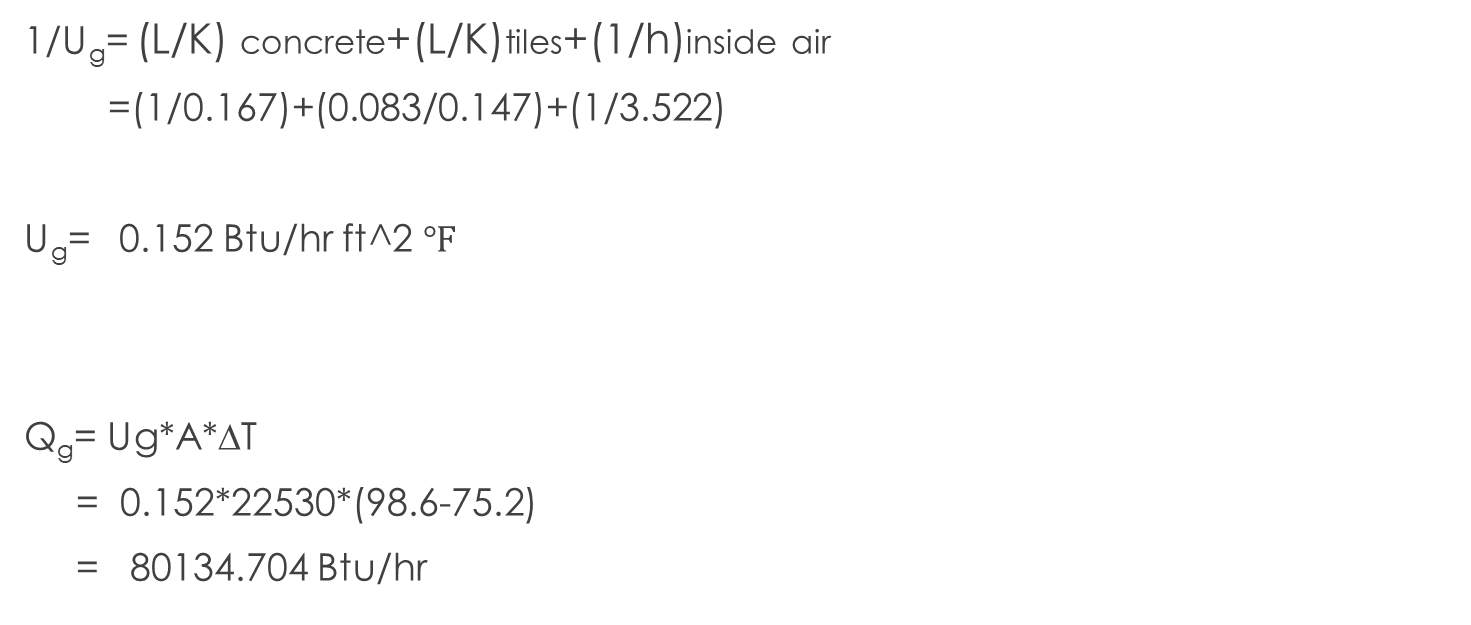 1/Ug= (L/K) concrete+(L/K)tiles+(1/h)inside air
=(1/0.167)+(0.083/0.147)+(1/3.522)
Ug= 0.152 Btu/hr ft^2 °F
Qg= Ug*A*ΔT
= 0.152*22530*(98.6-75.2)
= 80134.704 Btu/hr